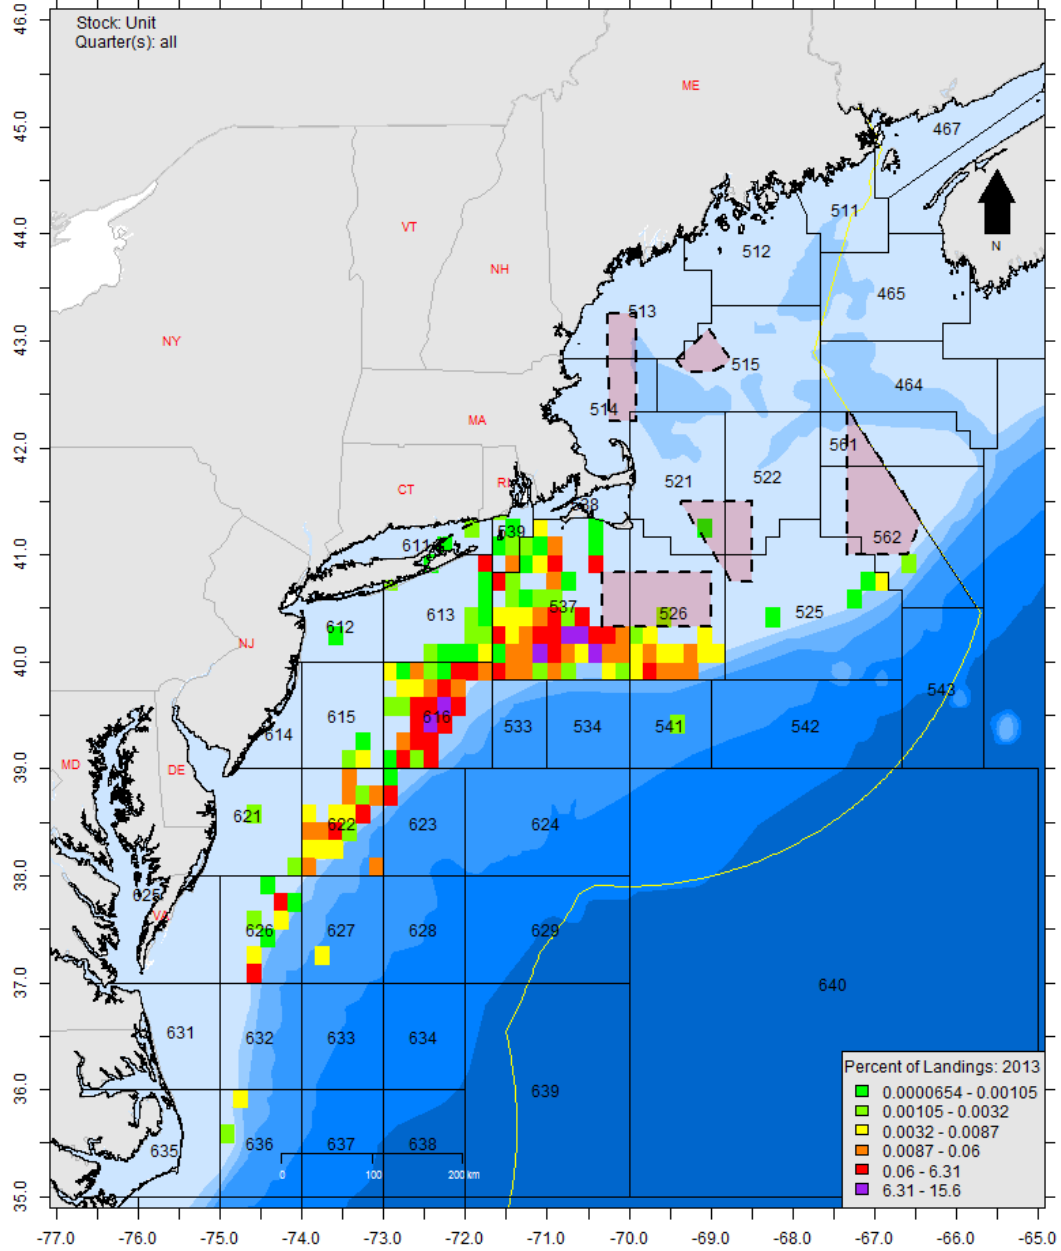 Stock: Unit
Quarter(s): all
ME
467
511
VT
512
N
NH
465
513
NY
515
464
514
MA
561
521
522
CT
RI
538
539
611
562
537
613
526
525
612
NJ
543
615
616
533
534
541
542
614
MD
DE
621
622
623
624
625
VA
626
627
628
629
640
631
632
633
634
639
635
636
637
638
0
100
200 km
Percent of Landings: 2013
0.0000654 - 0.00105
0.00105 - 0.0032
0.0032 - 0.0087
0.0087 - 0.06
0.06 - 6.31
6.31 - 15.6
46.0
45.0
44.0
43.0
42.0
41.0
40.0
39.0
38.0
37.0
36.0
35.0
-77.0 -76.0 -75.0 -74.0 -73.0 -72.0 -71.0 -70.0 -69.0 -68.0 -67.0 -66.0 -65.0